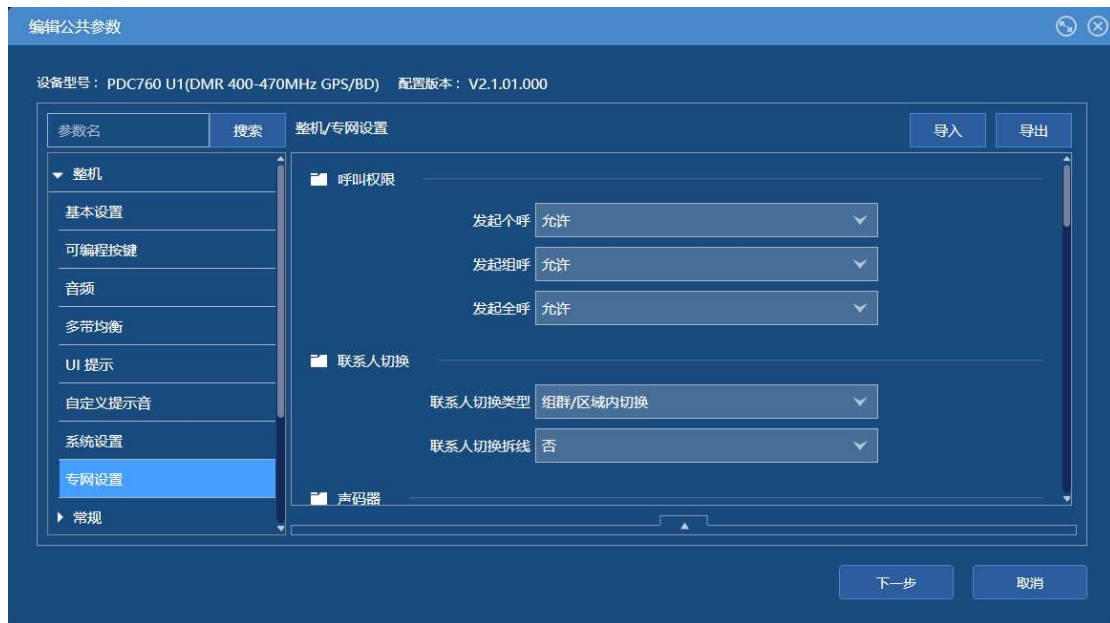 编辑公共参数
设备型号： PDC760 U1(DMR 400-470MHz GPS/BD) 配置版本： V2.1.01.000
参数名 搜索 整机/专网设置 导入 导出
整机
基本设置
可编程按键
音频
多带均衡
UI 提示
自定义提示音
系统设置
专网设置
常规
呼叫权限
发起个呼 允许
发起组呼 允许
发起全呼 允许
联系人切换
联系人切换类型 组群/区域内切换
联系人切换拆线 否
声码器
下一步 取消